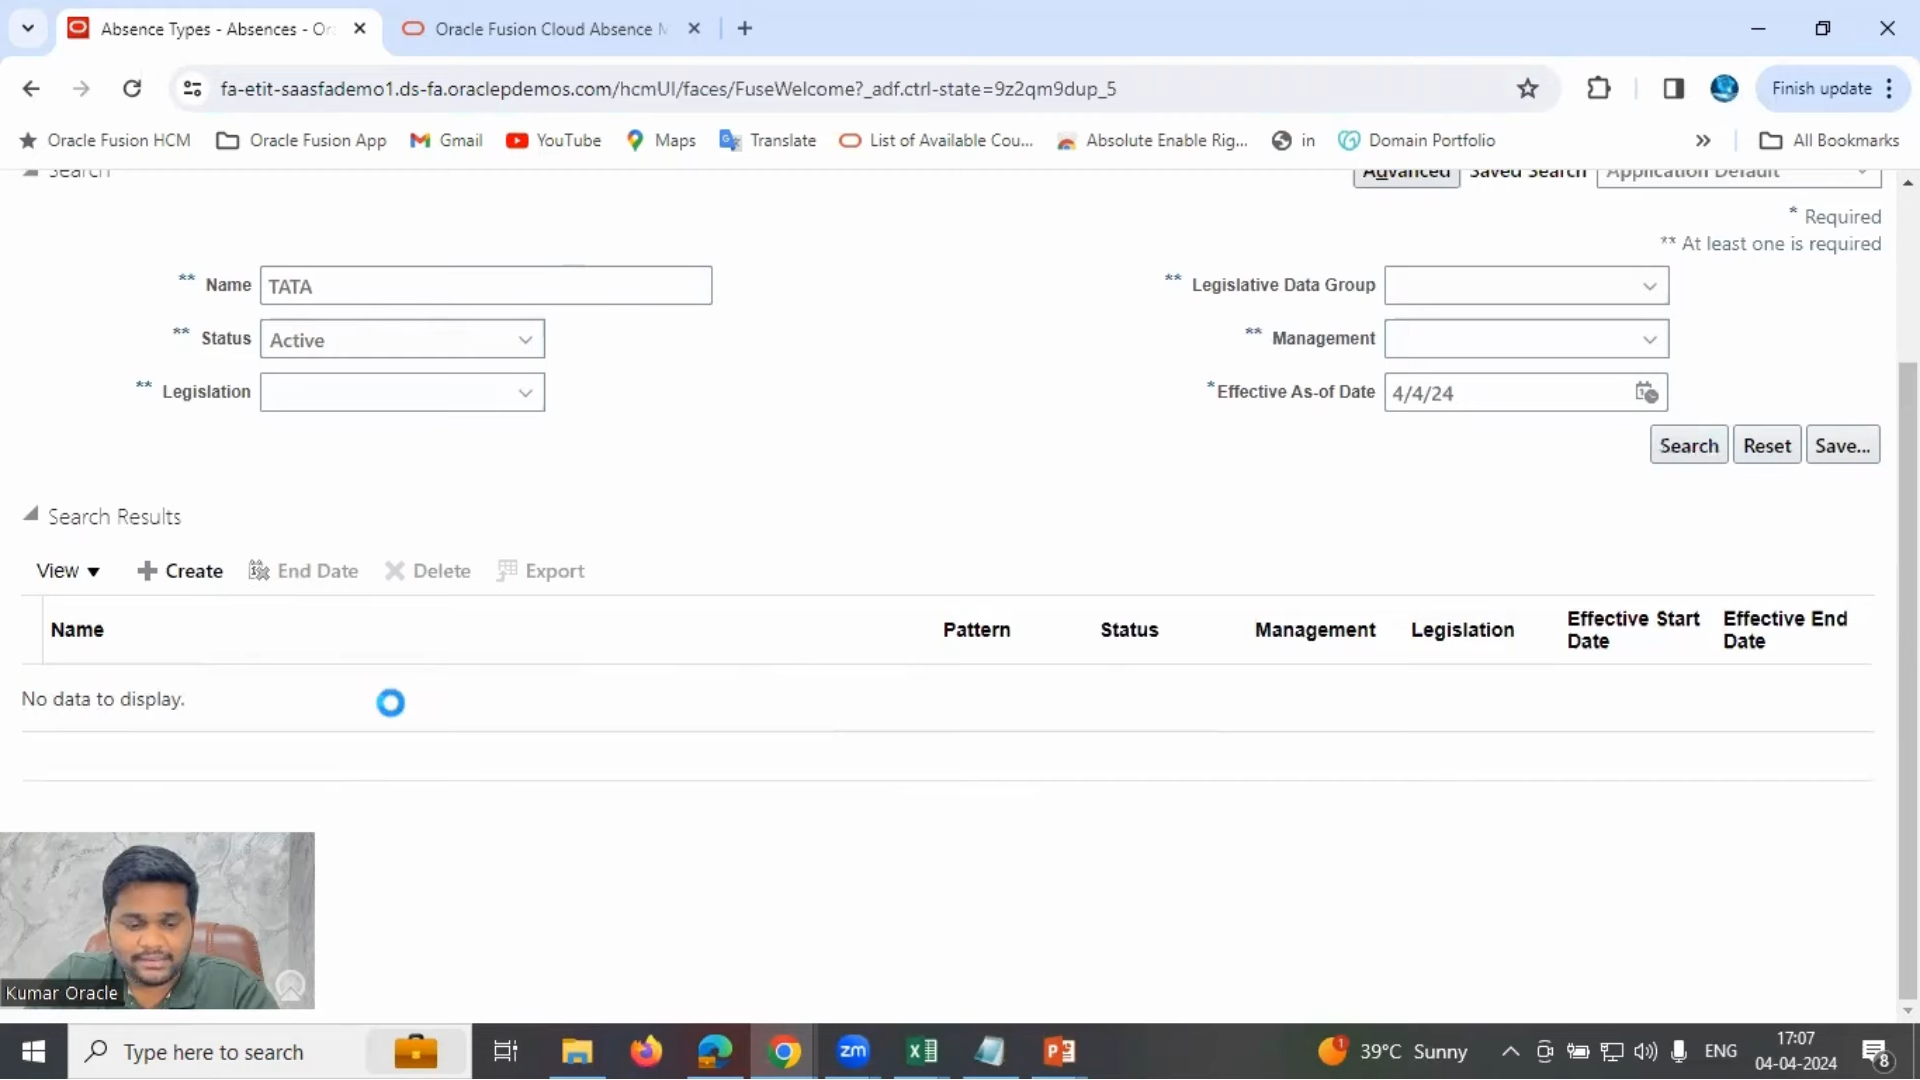 Absence Types - Absences - Or
Oracle Fusion Cloud Absence M
fa-etit-saasfademo1.ds-fa.oraclepdemos.com/hcmUI/faces/FuseWelcome?_adf.ctrl-state=9z2qm9dup_5
Finish update
Oracle Fusion HCM
Oracle Fusion App
Gmail
YouTube
Maps
Translate
List of Available Cou...
Absolute Enable Rig...
in
Domain Portfolio
»
All Bookmarks
Search
Advanced
Saved Search
Application Default
* Required
** At least one is required
** Name TATA
** Legislative Data Group
** Status Active
** Management
** Legislation
*Effective As-of Date 4/4/24
Search
Reset
Save...
Search Results
View
Create
End Date
Delete
Export
Name
Pattern
Status
Management
Legislation
Effective Start Date
Effective End Date
No data to display.
Kumar Oracle
Type here to search
zm
1
39°C Sunny
ENG
17:07
04-04-2024
8